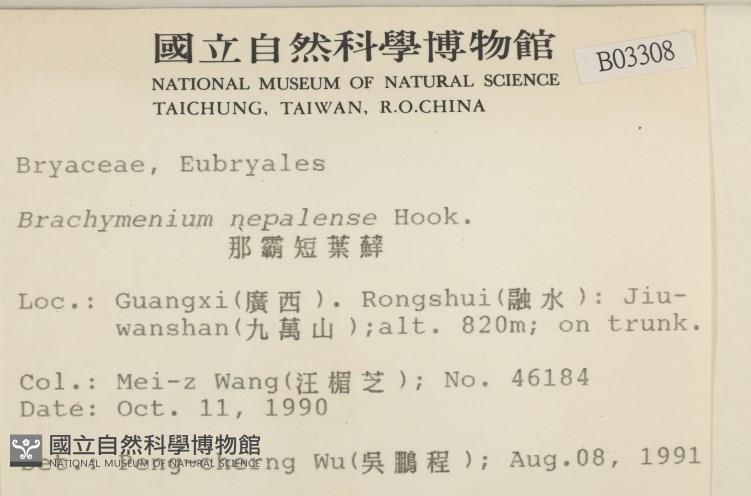 國立自然科學博物館
B03308
NATIONAL MUSEUM OF NATURAL SCIENCE
TAICHUNG, TAIWAN, R.O.CHINA
Bryaceae, Eubryales
Brachymenium nepalense Hook.
那霸短葉蘚
Loc.: Guangxi(廣西). Rongshui(融水): Jiu-
wanshan(九萬山);alt. 820m; on trunk.
Col.: Mei-z Wang(汪楣芝); No. 46184
Date: Oct. 11, 1990
國立自然科學博物館
NATIONAL MUSEUM OF NATURAL SCIENCE
Det.: Peng-cherng Wu(吳鵬程); Aug.08, 1991